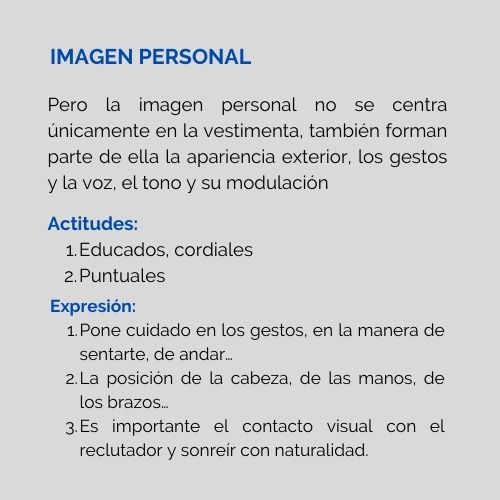 IMAGEN PERSONAL
Pero la imagen personal no se centra
únicamente en la vestimenta, también forman
parte de ella la apariencia exterior, los gestos
y la voz, el tono y su modulación
Actitudes:
1. Educados, cordiales
2. Puntuales
Expresión:
1. Pone cuidado en los gestos, en la manera de
sentarte, de andar...
2. La posición de la cabeza, de las manos, de
los brazos...
3. Es importante el contacto visual con el
reclutador y sonreír con naturalidad.